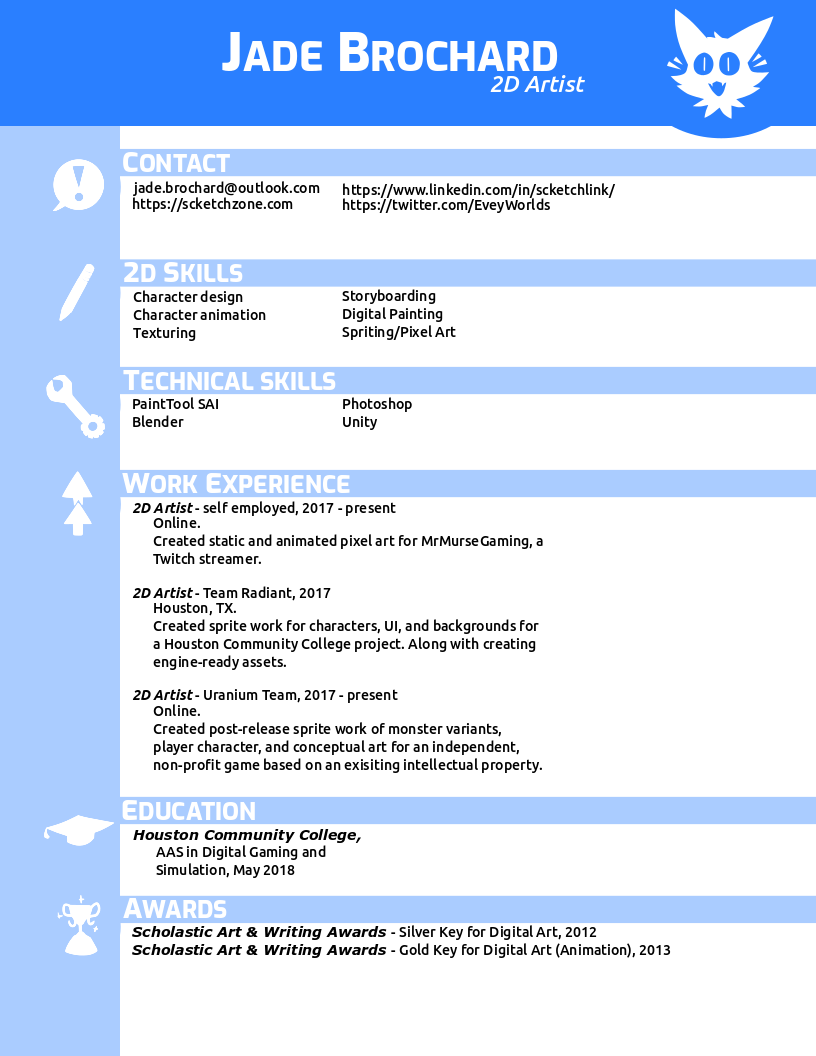 Jade Brochard
2D Artist
Contact
jade.brochard@outlook.com
https://scketchzone.com
https://www.linkedin.com/in/scketchlink/
https://twitter.com/EveyWorlds
2D Skills
Character design
Character animation
Texturing
Storyboarding
Digital Painting
Spriting/Pixel Art
Technical skills
PaintTool SAI
Blender
Photoshop
Unity
Work Experience
2D Artist - self employed, 2017 - present
Online.
Created static and animated pixel art for MrMurseGaming, a
Twitch streamer.
2D Artist - Team Radiant, 2017
Houston, TX.
Created sprite work for characters, UI, and backgrounds for
a Houston Community College project. Along with creating
engine-ready assets.
2D Artist - Uranium Team, 2017 - present
Online.
Created post-release sprite work of monster variants,
player character, and conceptual art for an independent,
non-profit game based on an exisiting intellectual property.
Education
Houston Community College,
AAS in Digital Gaming and
Simulation, May 2018
Awards
Scholastic Art & Writing Awards - Silver Key for Digital Art, 2012
Scholastic Art & Writing Awards - Gold Key for Digital Art (Animation), 2013